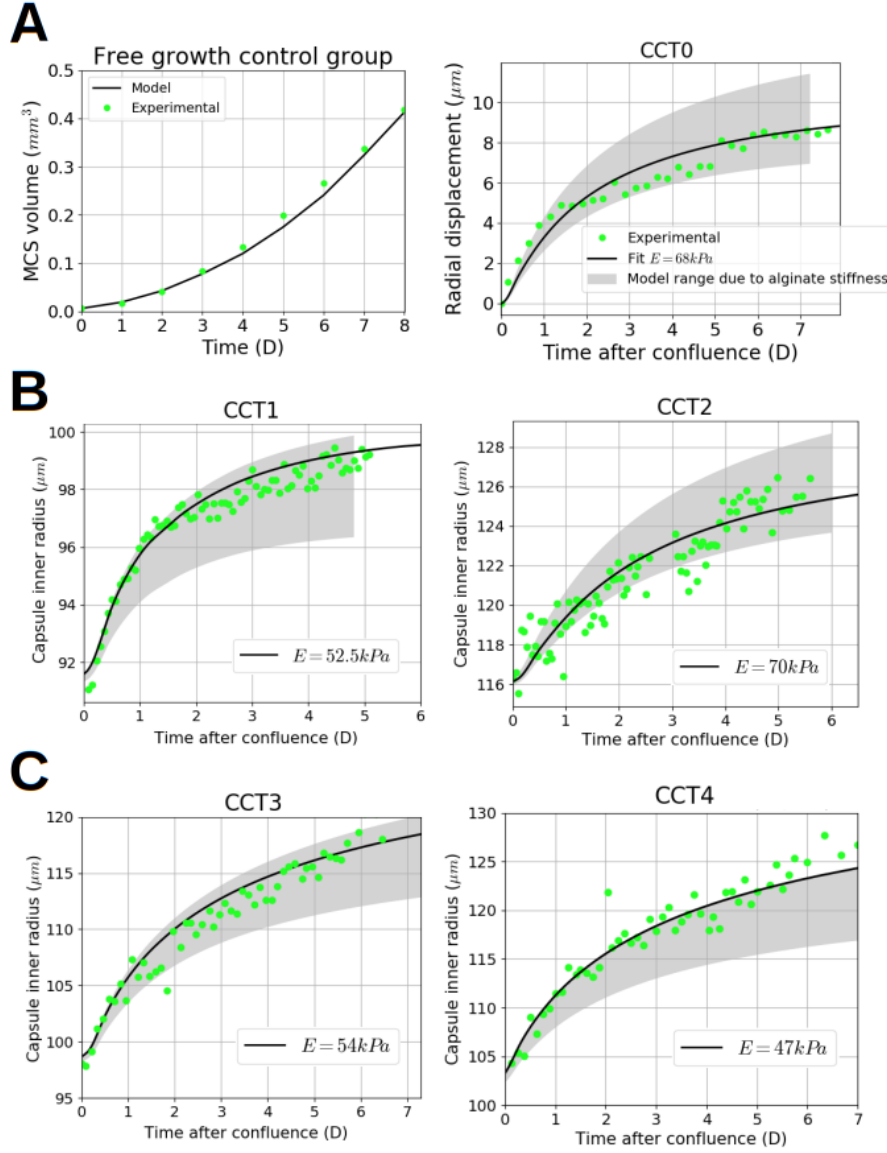 A
Free growth control group
MCS volume (mm³)
0.5
0.4
0.3
0.2
0.1
0.0
Model
Experimental
0 1 2 3 4 5 6 7 8
Time (D)
CCT0
Radial displacement (μm)
10
8
6
4
2
0
Experimental
Fit E = 68kPa
Model range due to alginate stiffness
0 1 2 3 4 5 6 7
Time after confluence (D)
B
CCT1
Capsule inner radius (μm)
100
98
96
94
92
E = 52.5kPa
0 1 2 3 4 5 6
Time after confluence (D)
CCT2
Capsule inner radius (μm)
128
126
124
122
120
118
116
E = 70kPa
0 1 2 3 4 5 6
Time after confluence (D)
C
CCT3
Capsule inner radius (μm)
120
115
110
105
100
95
E = 54kPa
0 1 2 3 4 5 6 7
Time after confluence (D)
CCT4
Capsule inner radius (μm)
130
125
120
115
110
105
100
E = 47kPa
0 1 2 3 4 5 6 7
Time after confluence (D)